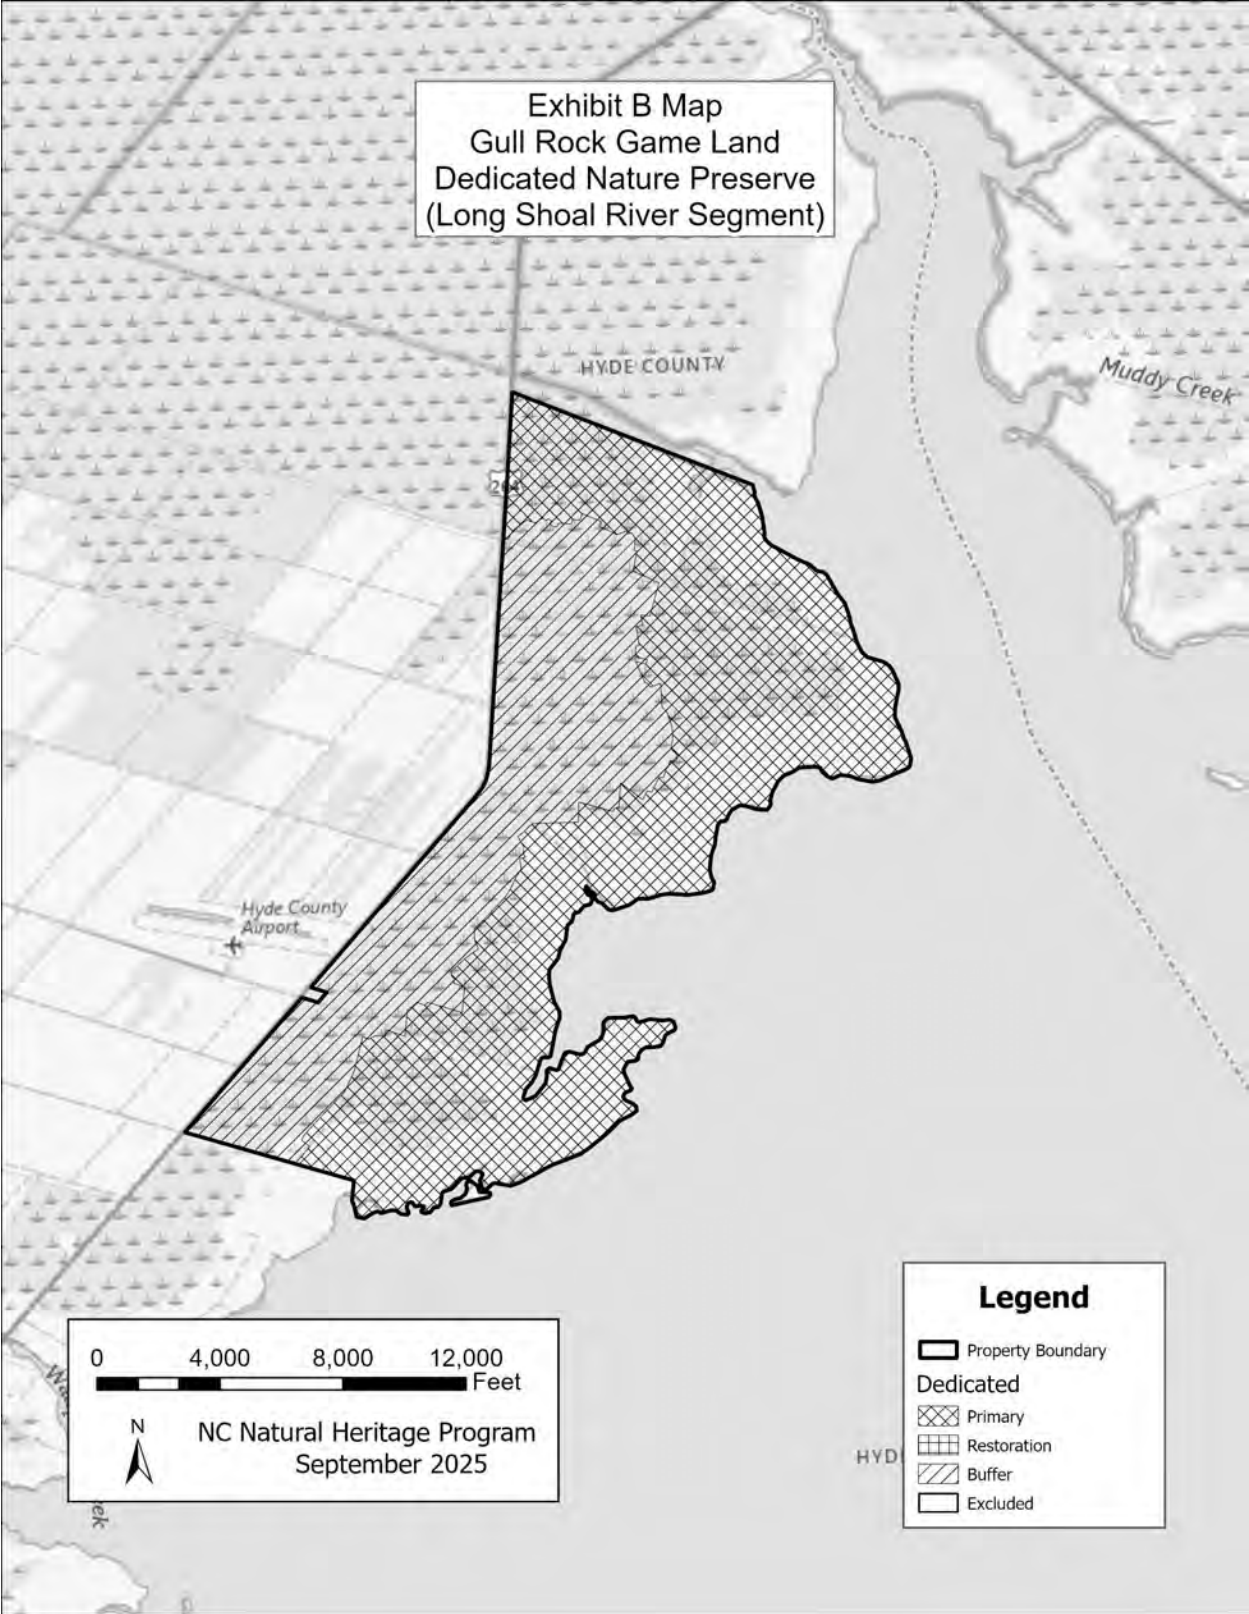 Exhibit B Map
Gull Rock Game Land
Dedicated Nature Preserve
(Long Shoal River Segment)
HYDE COUNTY
Muddy Creek
Hyde County
Airport
0 4,000 8,000 12,000
Feet
N
NC Natural Heritage Program
September 2025
Legend
Property Boundary
Dedicated
Primary
Restoration
Buffer
Excluded
HYD